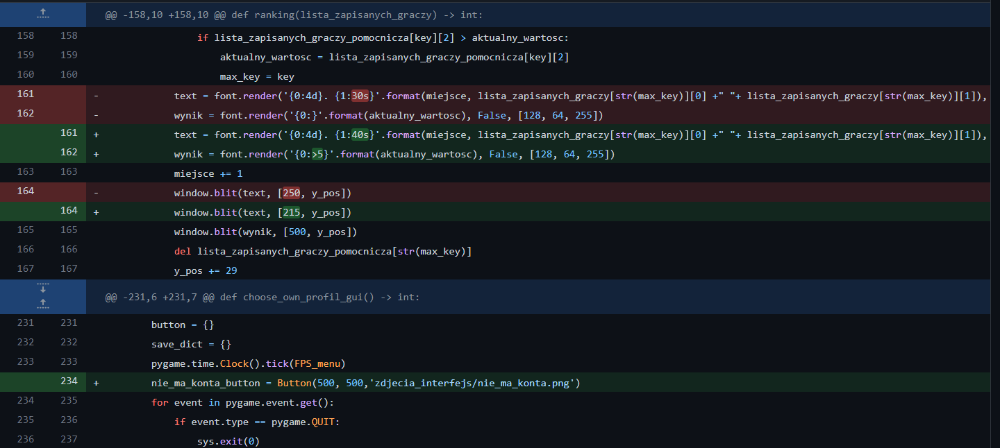 @@ -158,10 +158,10 @@ def ranking(lista_zapisanych_graczy) -> int:
158 158 if lista_zapisanych_graczy_pomocnicza[key][2] > aktualny_wartosc:
159 159 aktualny_wartosc = lista_zapisanych_graczy_pomocnicza[key][2]
160 160 max_key = key
161 - text = font.render('{0:4d}. {1:30s}'.format(miejsce, lista_zapisanych_graczy[str(max_key)][0] +" "+ lista_zapisanych_graczy[str(max_key)][1]),
162 - wynik = font.render('{0:}'.format(aktualny_wartosc), False, [128, 64, 255])
161 + text = font.render('{0:4d}. {1:40s}'.format(miejsce, lista_zapisanych_graczy[str(max_key)][0] +" "+ lista_zapisanych_graczy[str(max_key)][1]),
162 + wynik = font.render('{0:>5}'.format(aktualny_wartosc), False, [128, 64, 255])
163 163 miejsce += 1
164 - window.blit(text, [250, y_pos])
164 + window.blit(text, [215, y_pos])
165 165 window.blit(wynik, [500, y_pos])
166 166 del lista_zapisanych_graczy_pomocnicza[str(max_key)]
167 167 y_pos += 29
@@ -231,6 +231,7 @@ def choose_own_profil_gui() -> int:
231 231 button = {}
232 232 save_dict = {}
233 233 pygame.time.Clock().tick(FPS_menu)
234 + nie_ma_konta_button = Button(500, 500,'zdjecia_interfejs/nie_ma_konta.png')
234 235 for event in pygame.event.get():
235 236 if event.type == pygame.QUIT:
236 237 sys.exit(0)